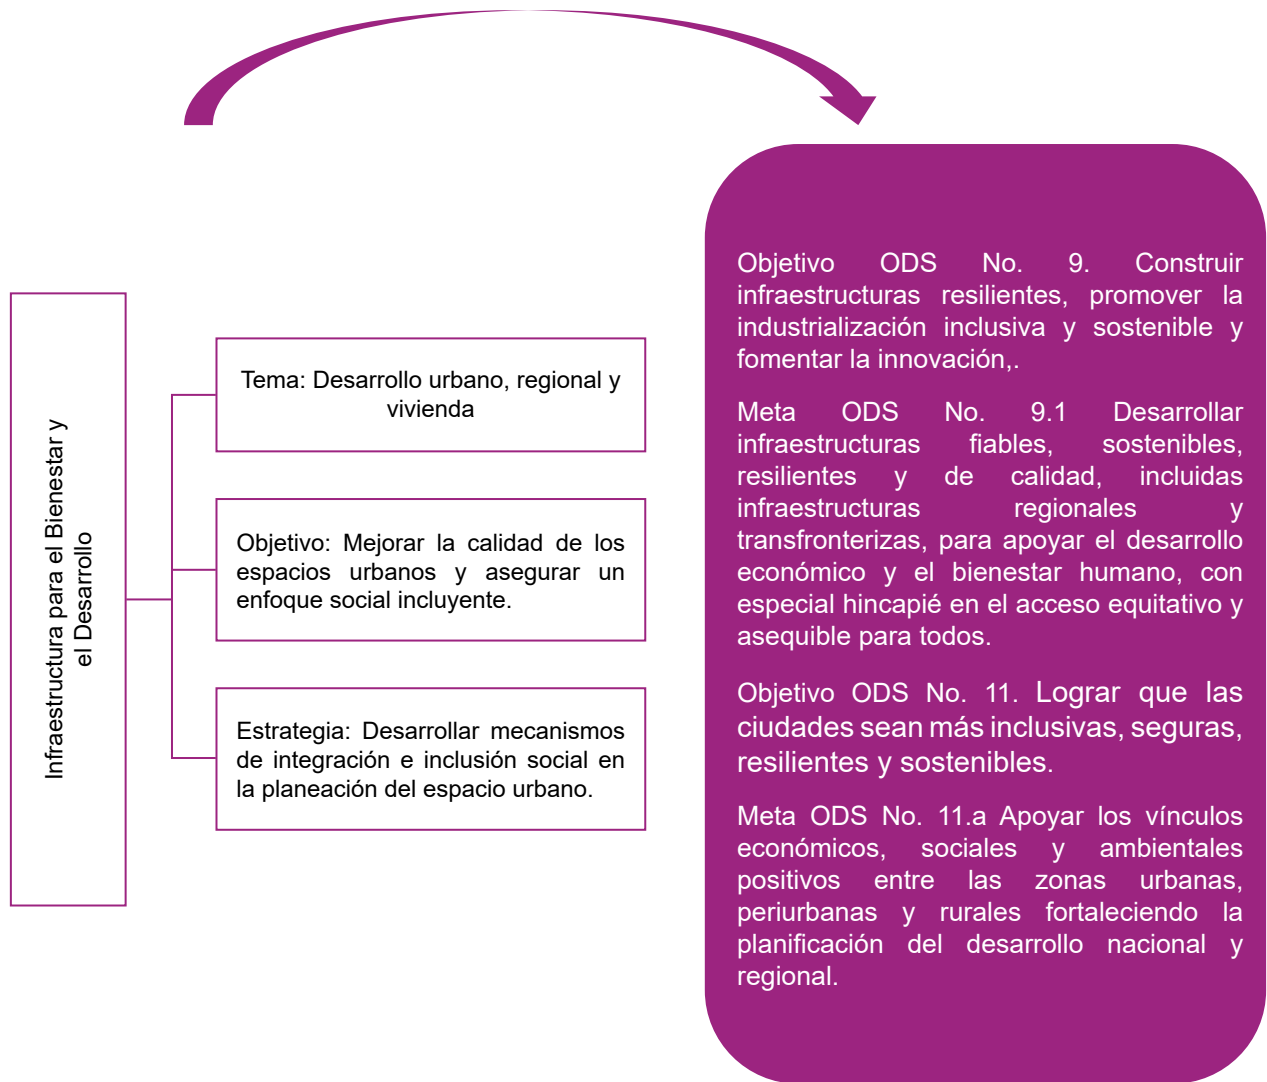 Infraestructura para el Bienestar y
el Desarrollo
Tema: Desarrollo urbano, regional y
vivienda
Objetivo: Mejorar la calidad de los
espacios urbanos y asegurar un
enfoque social incluyente.
Estrategia: Desarrollar mecanismos
de integración e inclusión social en
la planeación del espacio urbano.
Objetivo ODS No. 9. Construir
infraestructuras resilientes, promover la
industrialización inclusiva y sostenible y
fomentar la innovación,.
Meta ODS No. 9.1 Desarrollar
infraestructuras fiables, sostenibles,
resilientes y de calidad, incluidas
infraestructuras regionales y
transfronterizas, para apoyar el desarrollo
económico y el bienestar humano, con
especial hincapié en el acceso equitativo y
asequible para todos.
Objetivo ODS No. 11. Lograr que las
ciudades sean más inclusivas, seguras,
resilientes y sostenibles.
Meta ODS No. 11.a Apoyar los vínculos
económicos, sociales y ambientales
positivos entre las zonas urbanas,
periurbanas y rurales fortaleciendo la
planificación del desarrollo nacional y
regional.